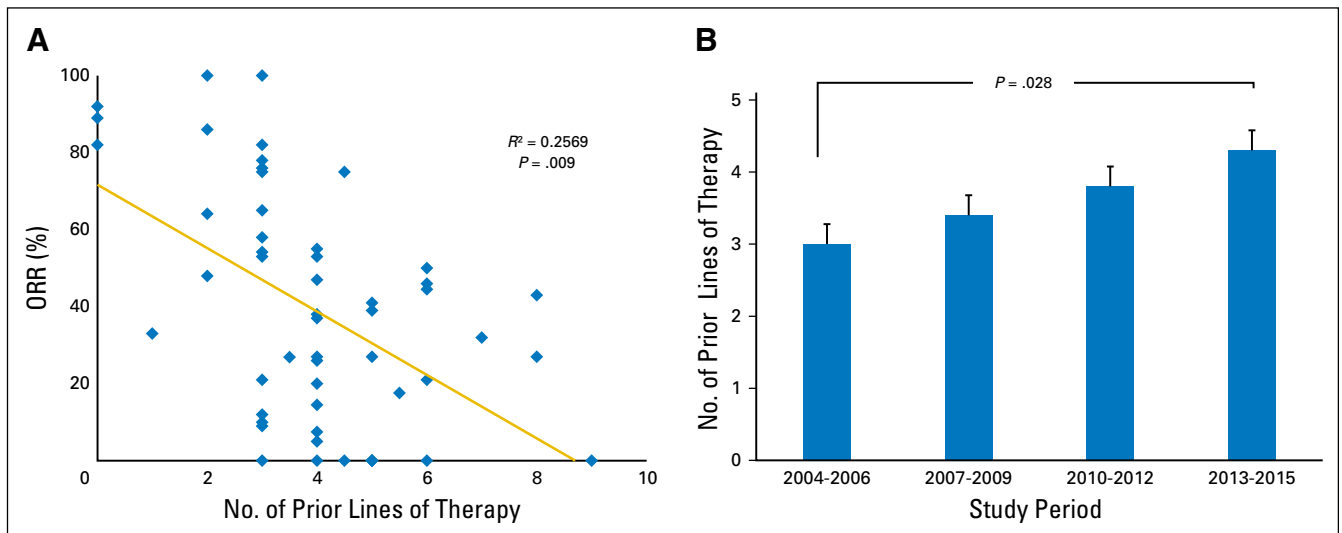 A
ORR (%)
100
80
60
40
20
0
2
4
6
8
10
R² = 0.2569
P = .009
No. of Prior Lines of Therapy
B
No. of Prior Lines of Therapy
5
4
3
2
1
0
P = .028
2004-2006
2007-2009
2010-2012
2013-2015
Study Period